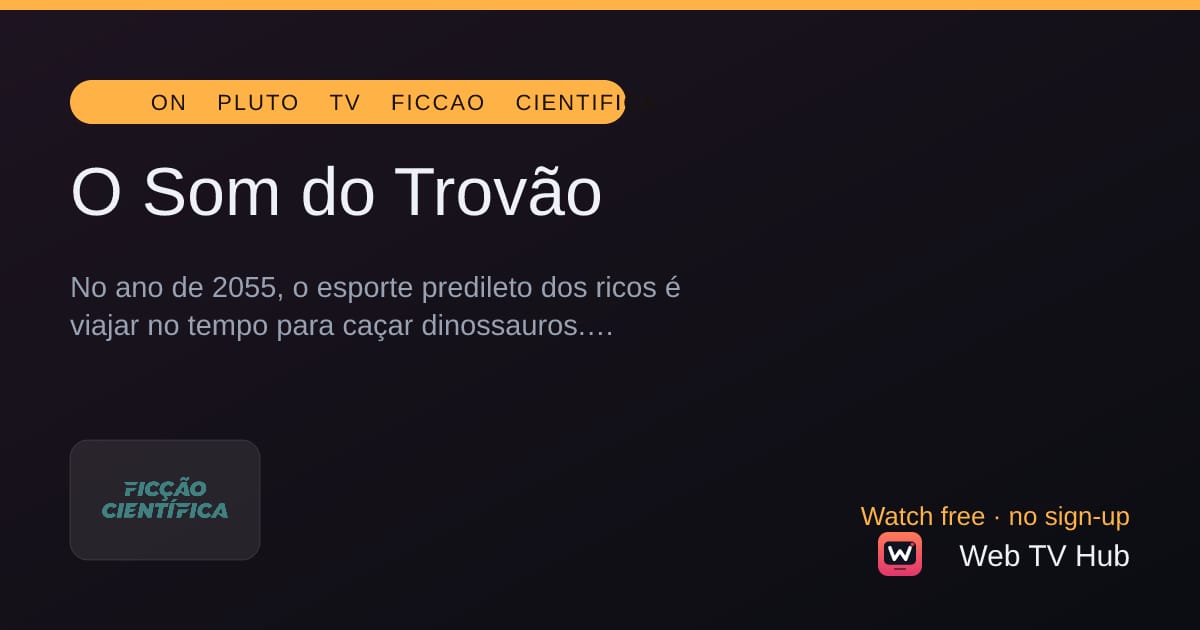 ON PLUTO TV FICCAO CIENTIFIC
O Som do Trovão
No ano de 2055, o esporte predileto dos ricos é
viajar no tempo para caçar dinossauros.…
FICÇÃO
CIENTÍFICA
Watch free · no sign-up
W
Web TV Hub